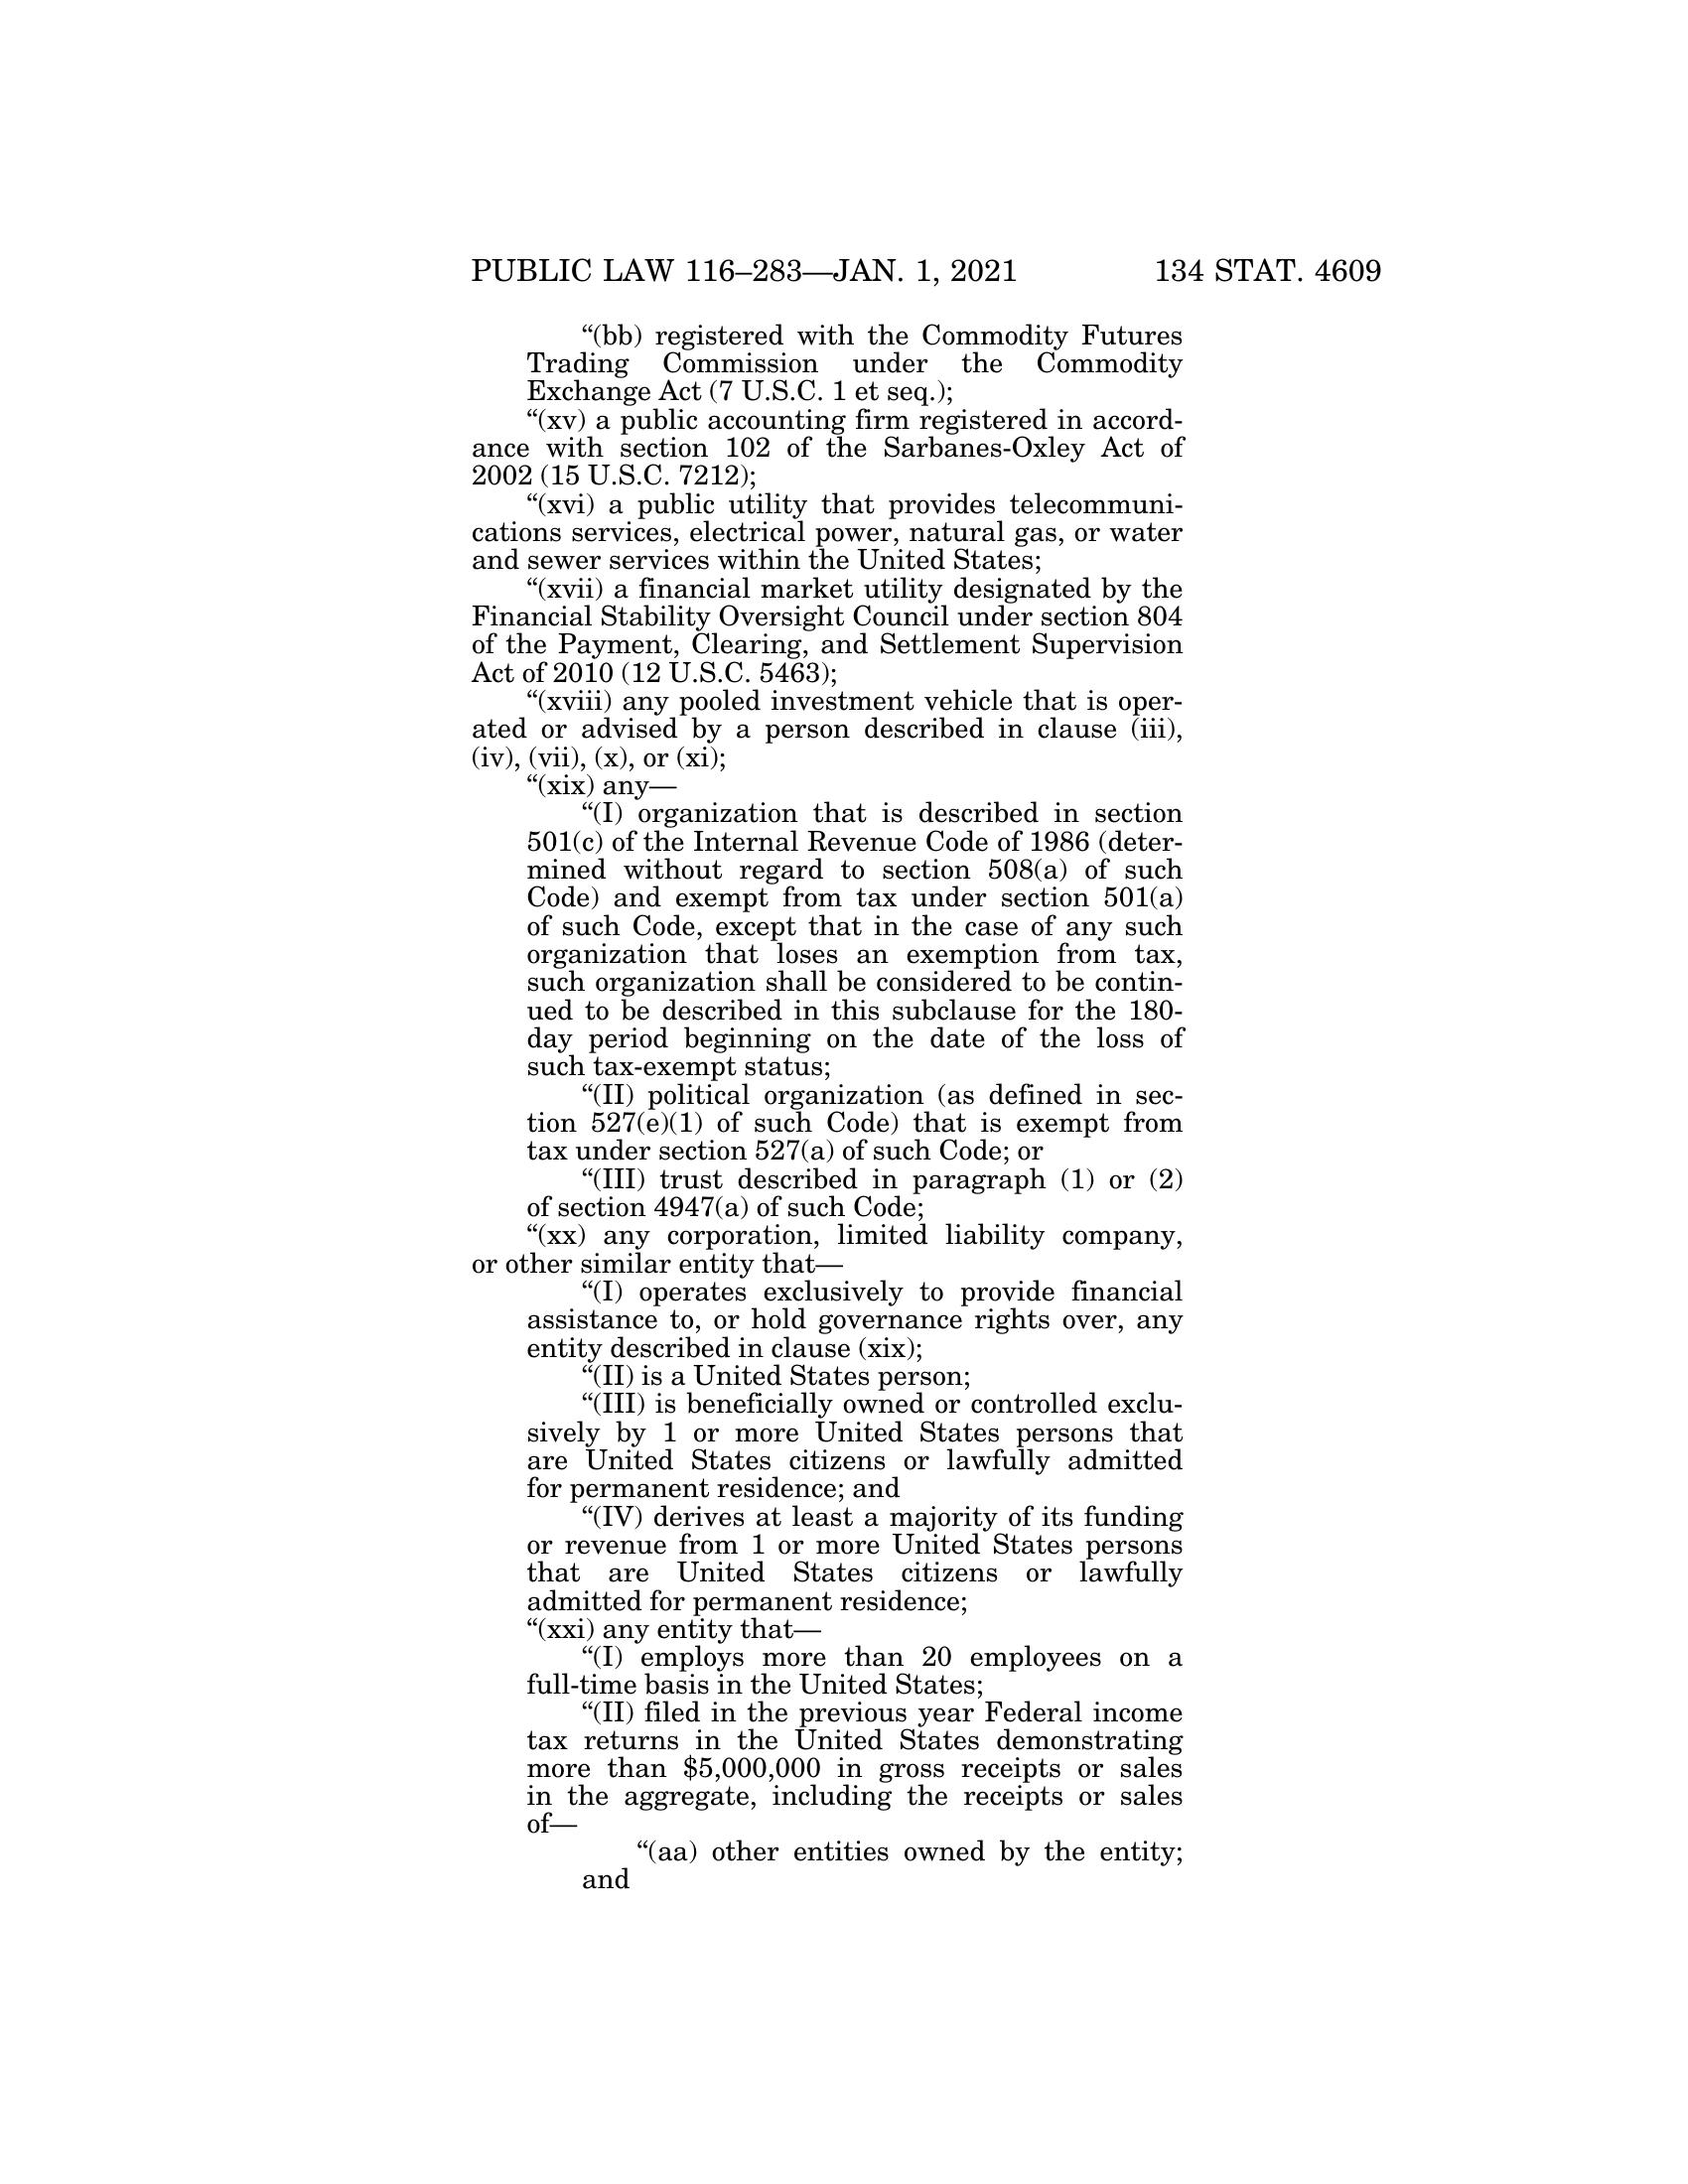 PUBLIC LAW 116–283—JAN. 1, 2021 134 STAT. 4609
“(bb) registered with the Commodity Futures
Trading Commission under the Commodity
Exchange Act (7 U.S.C. 1 et seq.);
“(xv) a public accounting firm registered in accord-
ance with section 102 of the Sarbanes-Oxley Act of
2002 (15 U.S.C. 7212);
“(xvi) a public utility that provides telecommuni-
cations services, electrical power, natural gas, or water
and sewer services within the United States;
“(xvii) a financial market utility designated by the
Financial Stability Oversight Council under section 804
of the Payment, Clearing, and Settlement Supervision
Act of 2010 (12 U.S.C. 5463);
“(xviii) any pooled investment vehicle that is oper-
ated or advised by a person described in clause (iii),
(iv), (vii), (x), or (xi);
“(xix) any—
“(I) organization that is described in section
501(c) of the Internal Revenue Code of 1986 (deter-
mined without regard to section 508(a) of such
Code) and exempt from tax under section 501(a)
of such Code, except that in the case of any such
organization that loses an exemption from tax,
such organization shall be considered to be contin-
ued to be described in this subclause for the 180-
day period beginning on the date of the loss of
such tax-exempt status;
“(II) political organization (as defined in sec-
tion 527(e)(1) of such Code) that is exempt from
tax under section 527(a) of such Code; or
“(III) trust described in paragraph (1) or (2)
of section 4947(a) of such Code;
“(xx) any corporation, limited liability company,
or other similar entity that—
“(I) operates exclusively to provide financial
assistance to, or hold governance rights over, any
entity described in clause (xix);
“(II) is a United States person;
“(III) is beneficially owned or controlled exclu-
sively by 1 or more United States persons that
are United States citizens or lawfully admitted
for permanent residence; and
“(IV) derives at least a majority of its funding
or revenue from 1 or more United States persons
that are United States citizens or lawfully
admitted for permanent residence;
“(xxi) any entity that—
“(I) employs more than 20 employees on a
full-time basis in the United States;
“(II) filed in the previous year Federal income
tax returns in the United States demonstrating
more than $5,000,000 in gross receipts or sales
in the aggregate, including the receipts or sales
of—
“(aa) other entities owned by the entity;
and